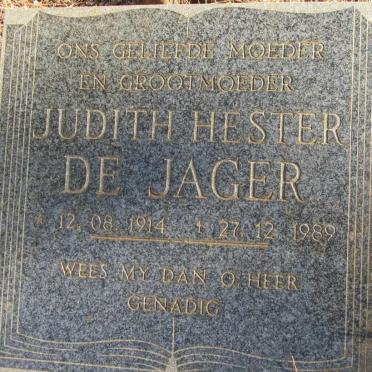 ONS GELIEFDE MOEDER
EN GROOTMOEDER
JUDITH HESTER
DE JAGER
* 12. 08. 1914 † 27. 12. 1989
WEES MY DAN O, HEER
GENADIG